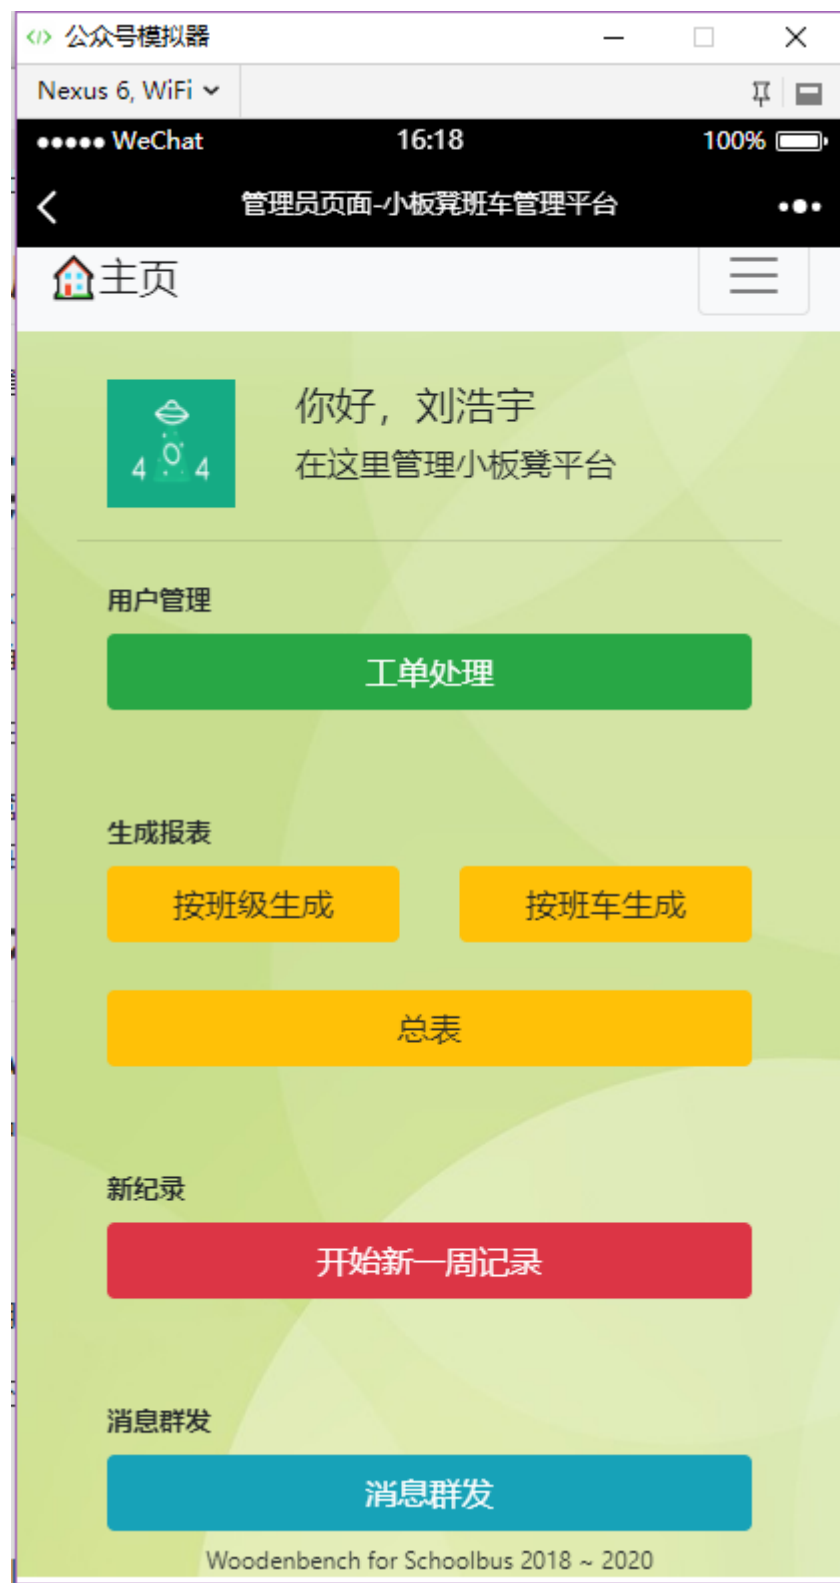 公众号模拟器
Nexus 6, WiFi
WeChat 16:18 100%
管理员页面-小板凳班车管理平台
主页
你好，刘浩宇
在这里管理小板凳平台
4 0 4
用户管理
工单处理
生成报表
按班级生成 按班车生成
总表
新纪录
开始新一周记录
消息群发
消息群发
Woodenbench for Schoolbus 2018 ~ 2020